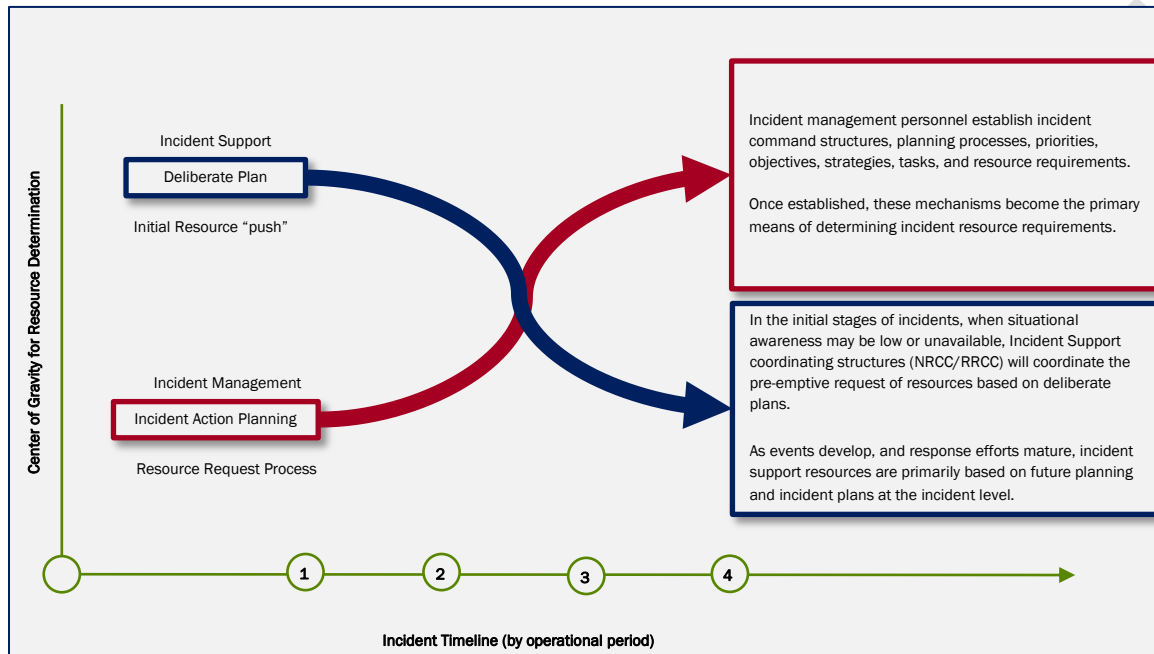 Center of Gravity for Resource Determination
Incident Support
Deliberate Plan
Initial Resource “push”
Incident Management
Incident Action Planning
Resource Request Process
Incident management personnel establish incident
command structures, planning processes, priorities,
objectives, strategies, tasks, and resource requirements.
Once established, these mechanisms become the primary
means of determining incident resource requirements.
In the initial stages of incidents, when situational
awareness may be low or unavailable, Incident Support
coordinating structures (NRCC/RRCC) will coordinate the
pre-emptive request of resources based on deliberate
plans.
As events develop, and response efforts mature, incident
support resources are primarily based on future planning
and incident plans at the incident level.
1
2
3
4
Incident Timeline (by operational period)